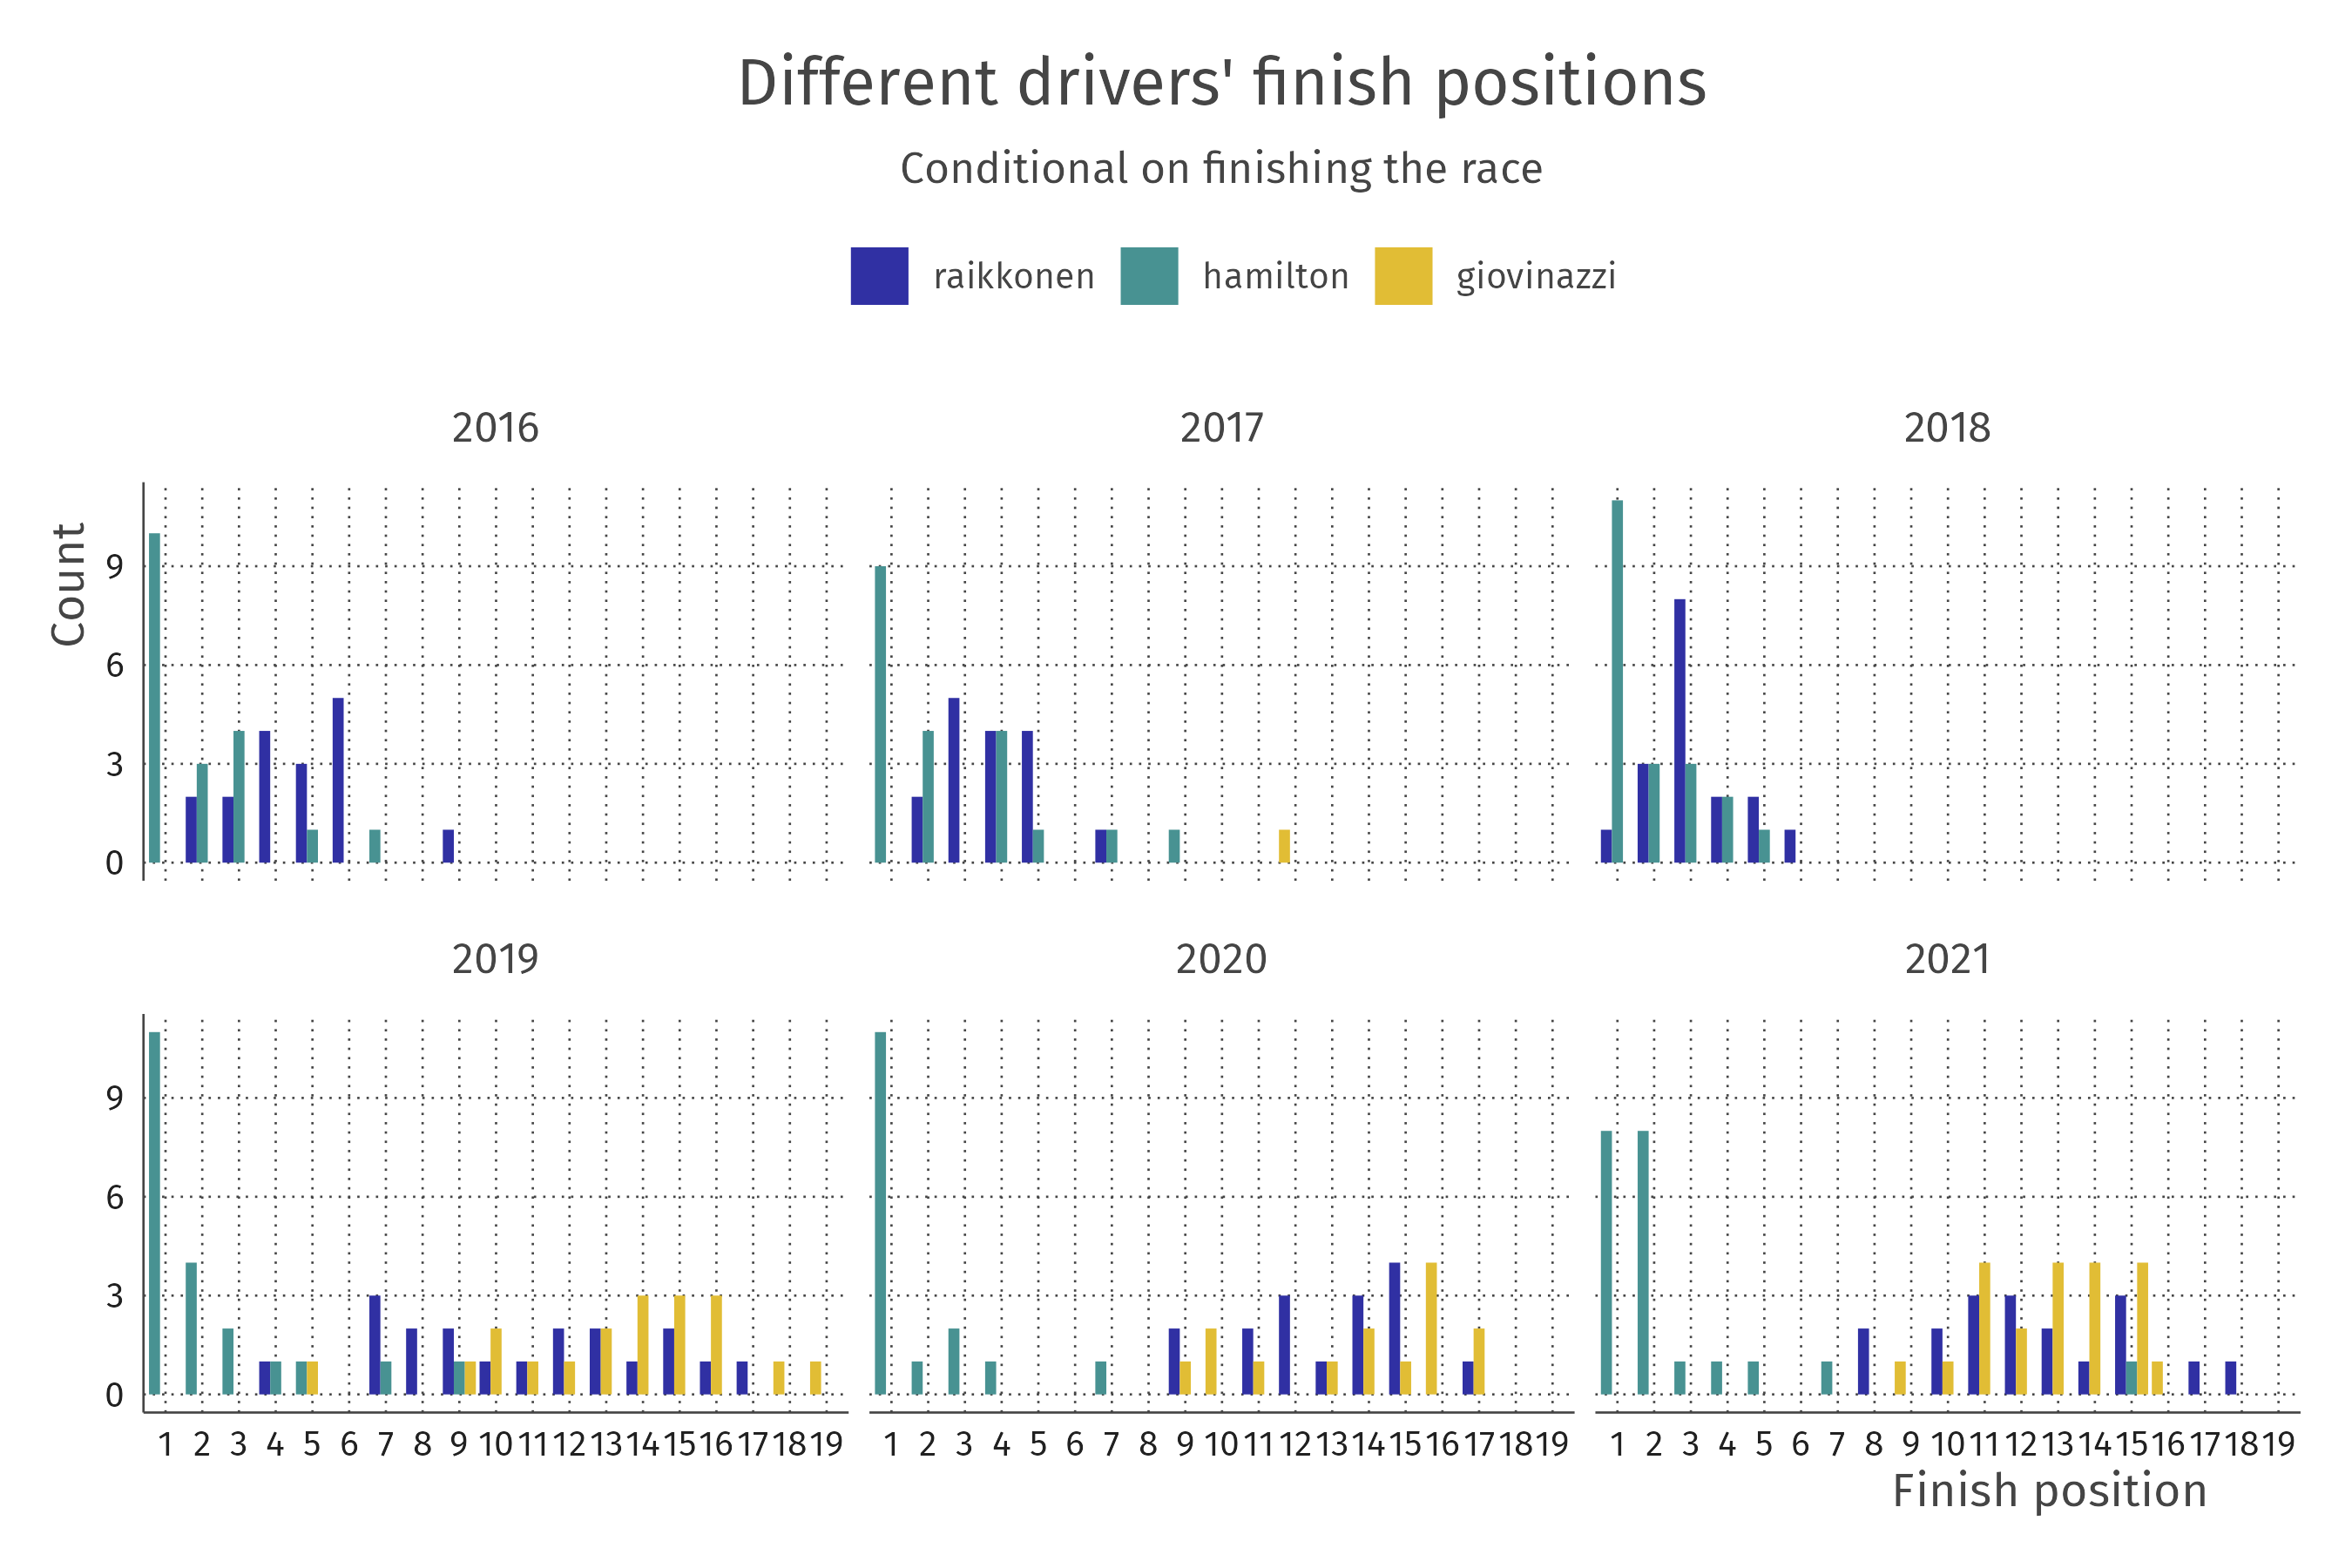 Different drivers' finish positions
Conditional on finishing the race
raikkonen hamilton giovinazzi
2016 2017 2018
Count
9
6
3
0
2019 2020 2021
9
6
3
0
1 2 3 4 5 6 7 8 9 10 11 12 13 14 15 16 17 18 19 1 2 3 4 5 6 7 8 9 10 11 12 13 14 15 16 17 18 19 1 2 3 4 5 6 7 8 9 10 11 12 13 14 15 16 17 18 19
Finish position